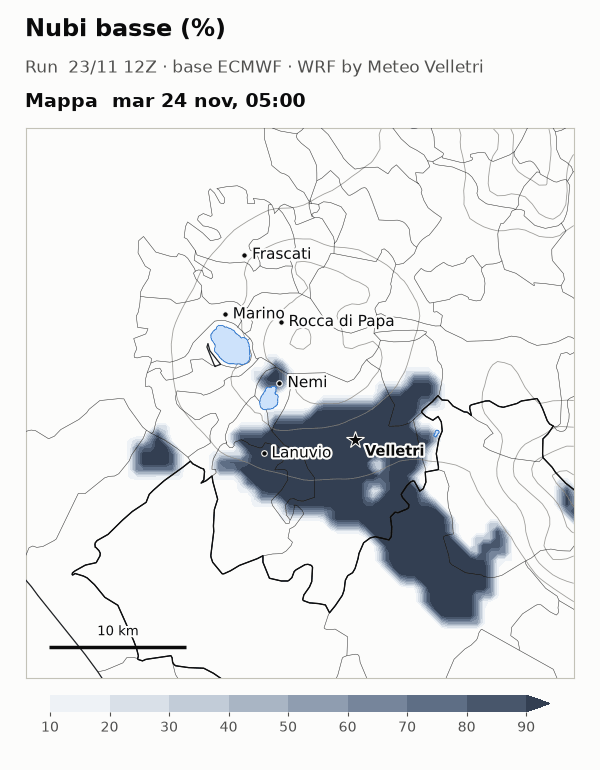 Nubi basse (%)
Run  23/11 12Z · base ECMWF · WRF by Meteo Velletri
Mappa  mar 24 nov, 05:00
Frascati
Marino
Rocca di Papa
Nemi
Velletri
Lanuvio
10 km
10 20 30 40 50 60 70 80 90